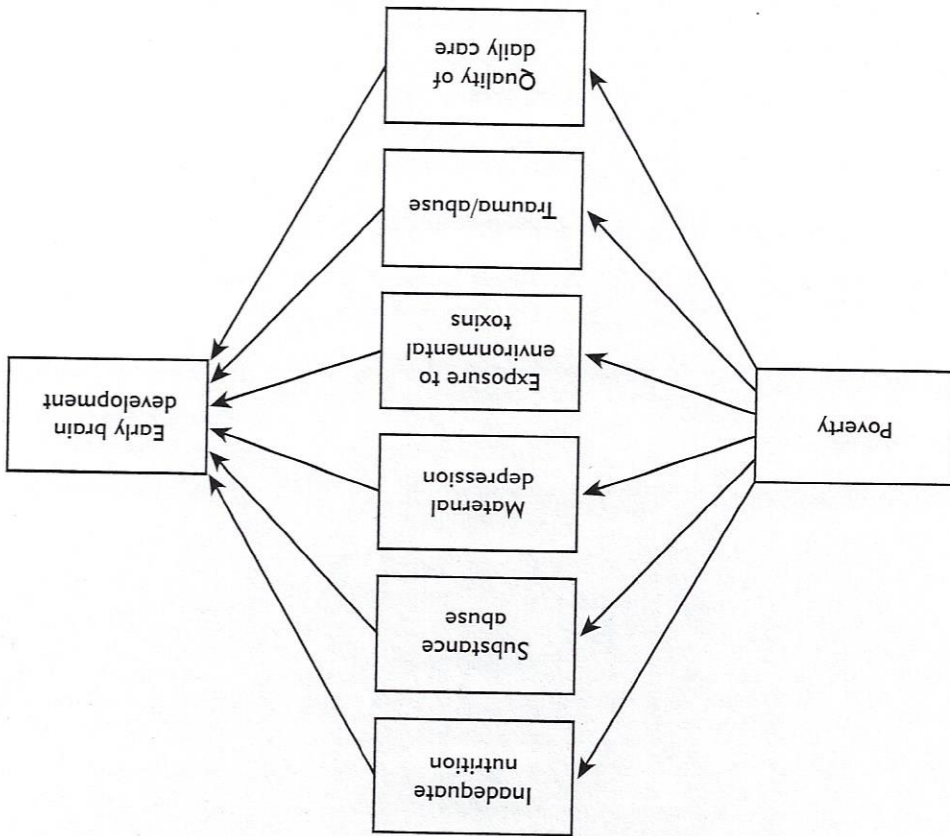 Poverty
Inadequate
nutrition
Substance
abuse
Maternal
depression
Exposure to
environmental
toxins
Trauma/abuse
Quality of
daily care
Early brain
development